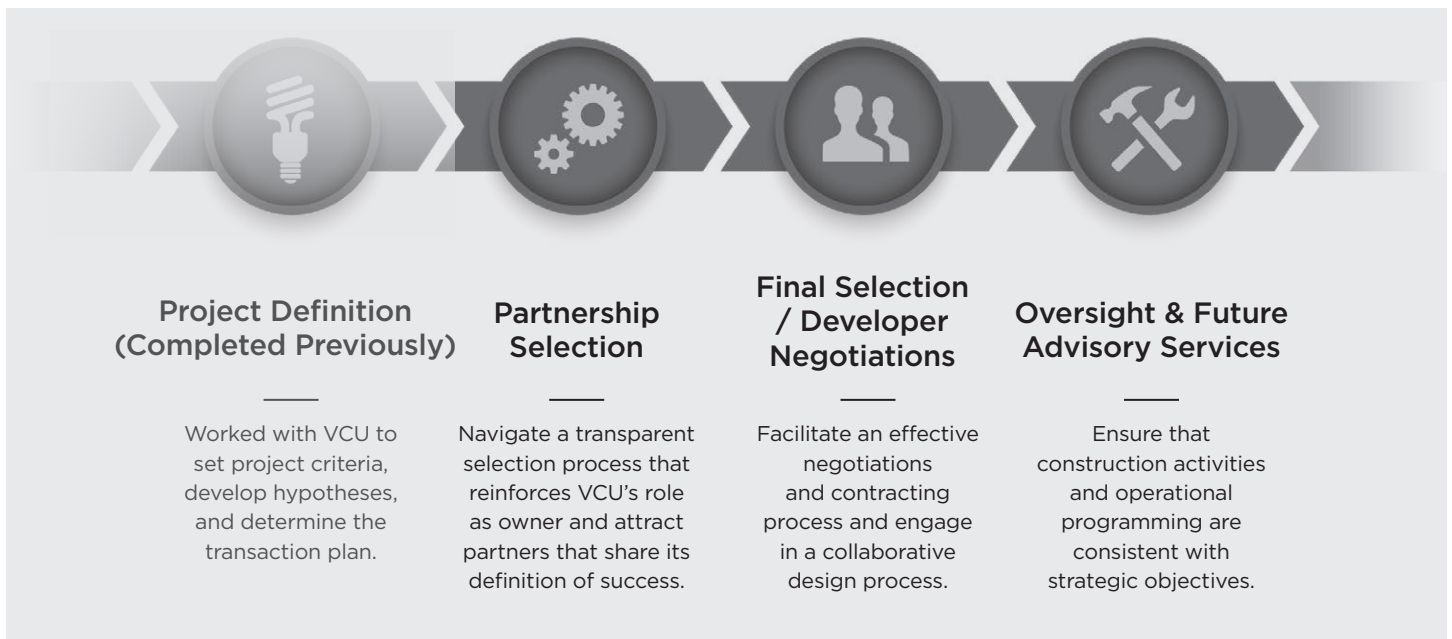 Project Definition
(Completed Previously)
Worked with VCU to
set project criteria,
develop hypotheses,
and determine the
transaction plan.
Partnership
Selection
Navigate a transparent
selection process that
reinforces VCU’s role
as owner and attract
partners that share its
definition of success.
Final Selection
/ Developer
Negotiations
Facilitate an effective
negotiations
and contracting
process and engage
in a collaborative
design process.
Oversight & Future
Advisory Services
Ensure that
construction activities
and operational
programming are
consistent with
strategic objectives.